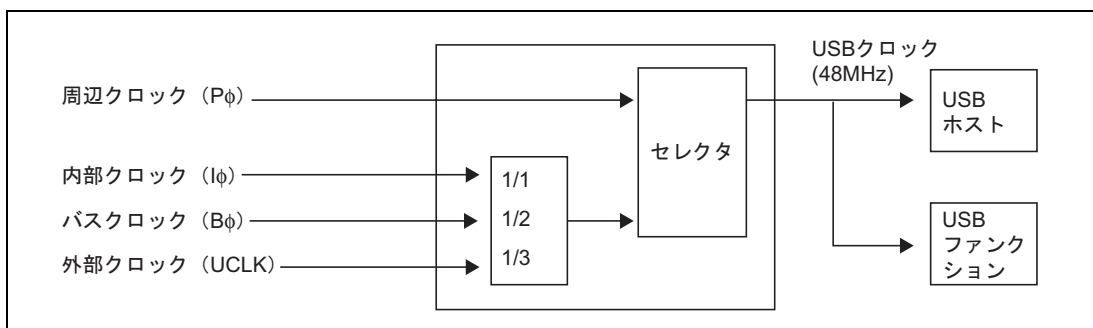 周辺クロック（Pφ）
内部クロック（Iφ）
バスクロック（Bφ）
外部クロック（UCLK）
1/1
1/2
1/3
セレクタ
USBクロック
(48MHz)
USB
ホスト
USB
ファンク
ション